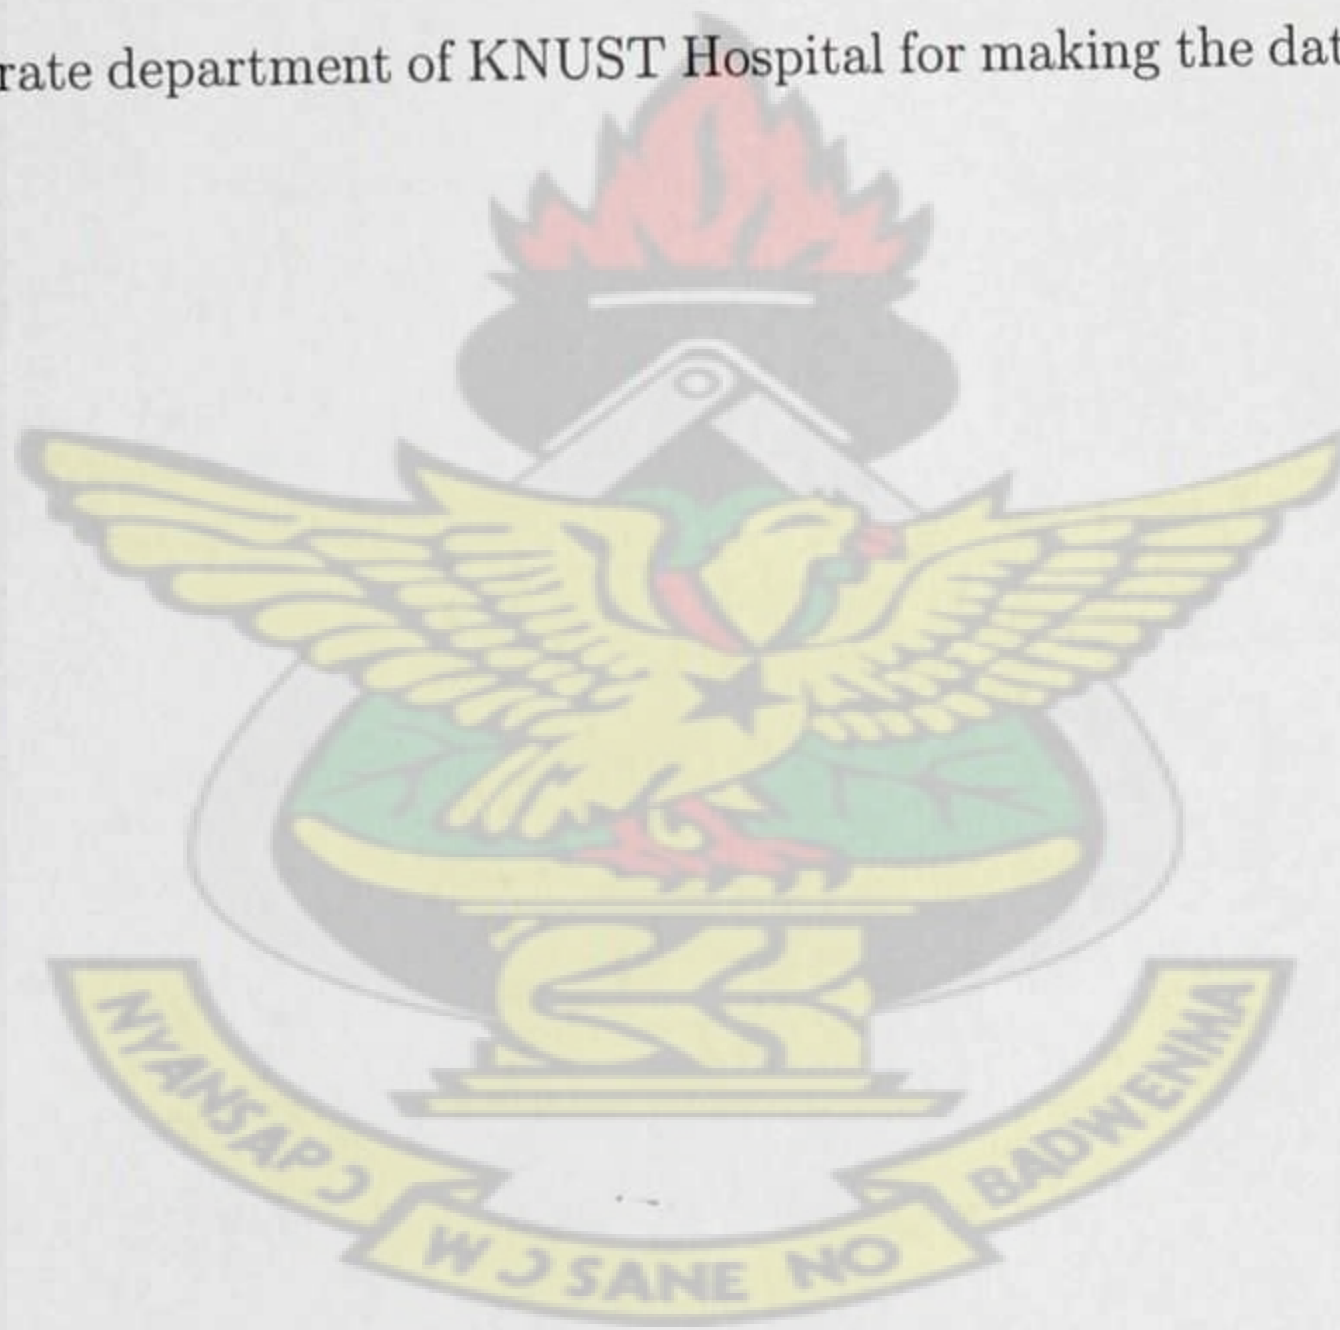 rate department of KNUST Hospital for making the dat
NYANSAPƆ
WƆSANE NO
BADWENMA